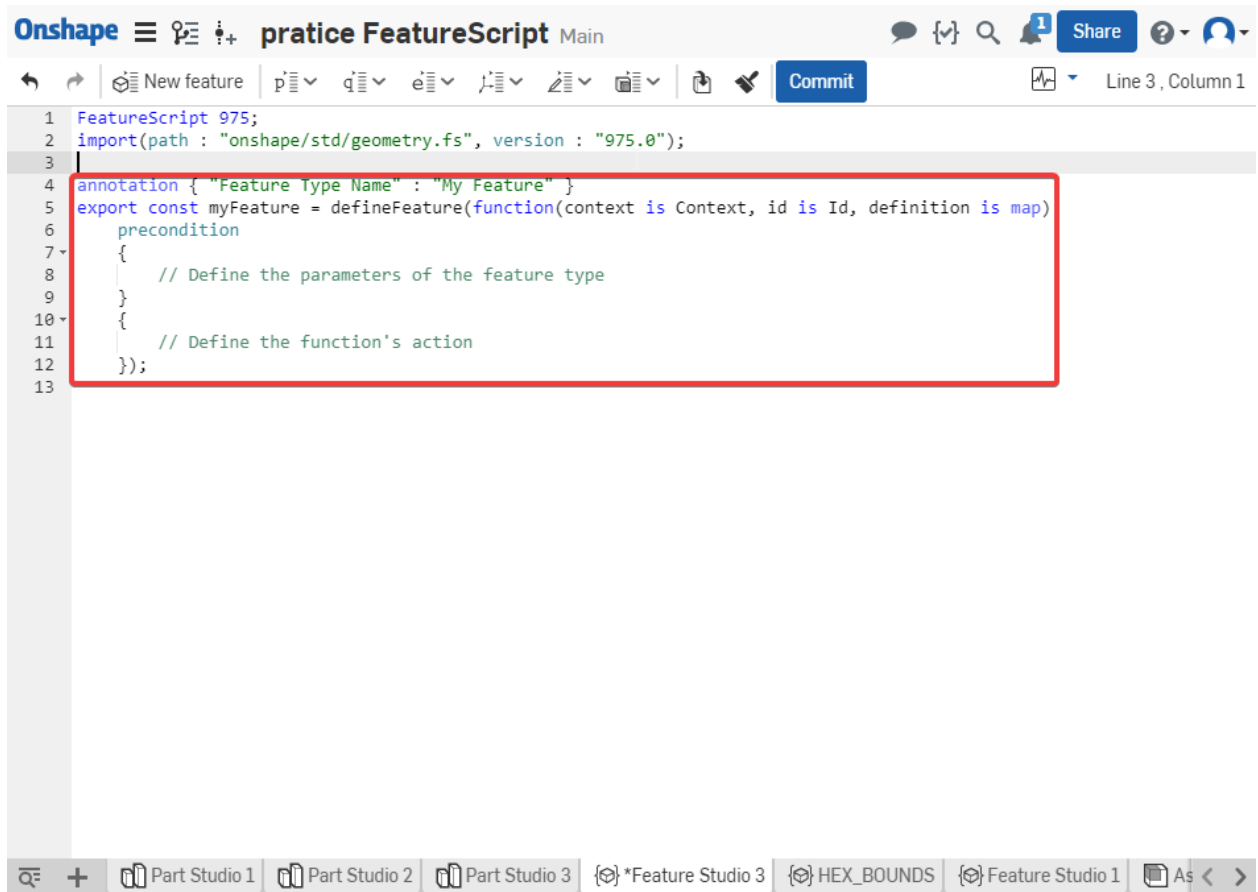 Onshape pratice FeatureScript Main 1 Share
New feature Commit Line 3 , Column 1
1 FeatureScript 975;
2 import(path : "onshape/std/geometry.fs", version : "975.0");
3
4 annotation { "Feature Type Name" : "My Feature" }
5 export const myFeature = defineFeature(function(context is Context, id is Id, definition is map)
6 precondition
7 {
8 // Define the parameters of the feature type
9 }
10 {
11 // Define the function's action
12 });
13
Part Studio 1 Part Studio 2 Part Studio 3 *Feature Studio 3 HEX_BOUNDS Feature Studio 1 As